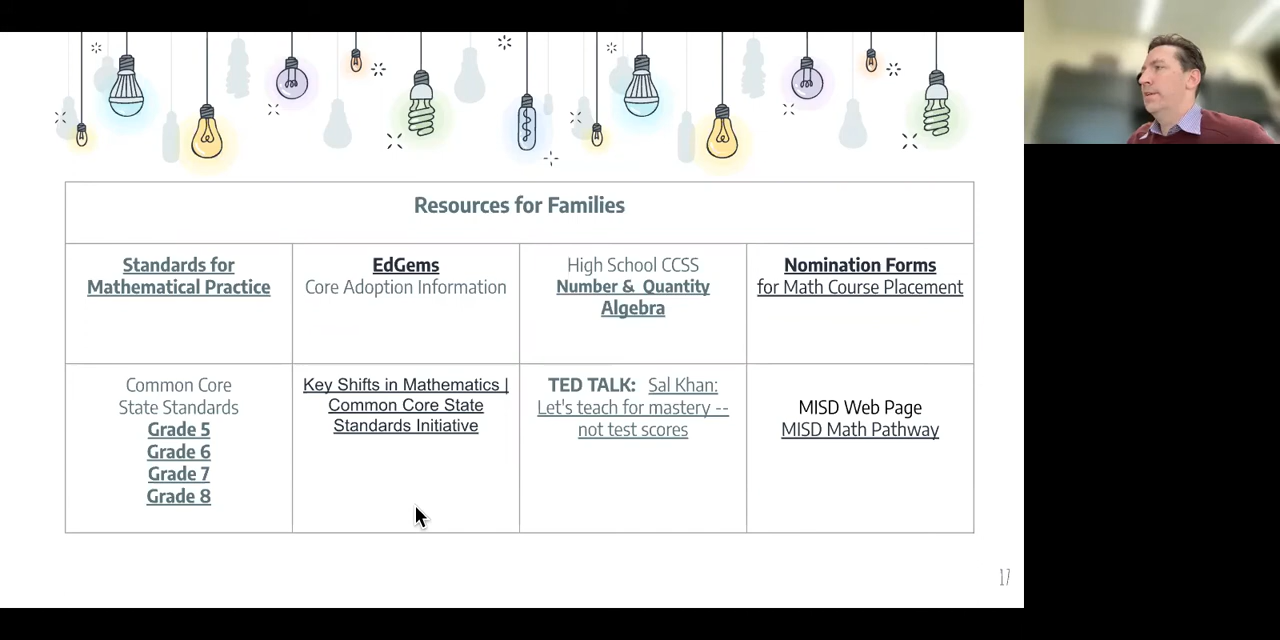 Resources for Families
Standards for
Mathematical Practice
EdGems
Core Adoption Information
High School CCSS
Number & Quantity
Algebra
Nomination Forms
for Math Course Placement
Common Core
State Standards
Grade 5
Grade 6
Grade 7
Grade 8
Key Shifts in Mathematics |
Common Core State
Standards Initiative
TED TALK: Sal Khan:
Let's teach for mastery --
not test scores
MISD Web Page
MISD Math Pathway
17